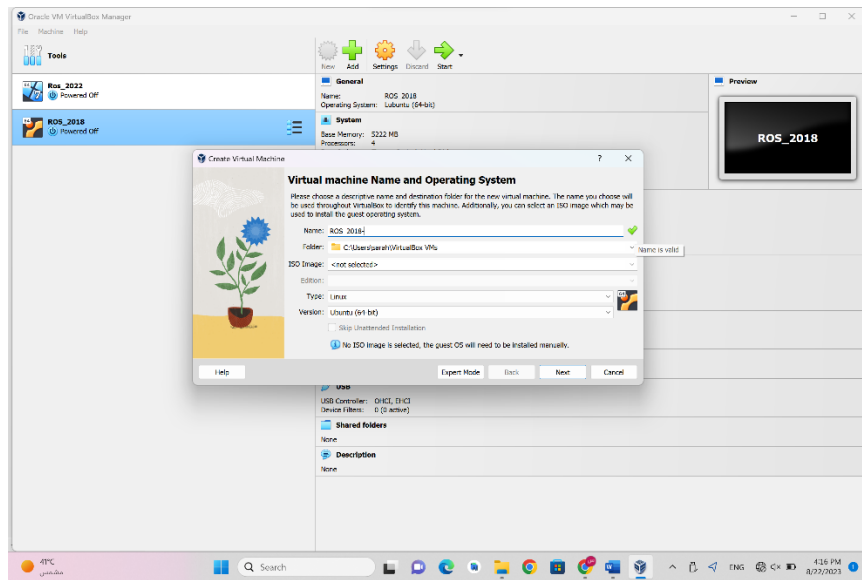 Oracle VM VirtualBox Manager
File Machine Help
Tools
New Add Settings Discard Start
Ros_2022
Powered Off
ROS_2018
Powered Off
General
Name: ROS 2018
Operating System: Lubuntu (64-bit)
System
Base Memory: 5222 MB
Processors: 4
Preview
ROS_2018
Create Virtual Machine
Virtual machine Name and Operating System
Please choose a descriptive name and destination folder for the new virtual machine. The name you choose will
be used throughout VirtualBox to identify this machine. Additionally, you can select an ISO image which may be
used to install the guest operating system.
Name: ROS 2018-
Folder: C:\Users\sarah\VirtualBox VMs
Name is valid
ISO Image: <not selected>
Edition:
Type: Linux
Version: Ubuntu (64-bit)
Skip Unattended Installation
No ISO image is selected, the guest OS will need to be installed manually.
Help Expert Mode Back Next Cancel
USB
USB Controller: OHCI, EHCI
Device Filters: 0 (0 active)
Shared folders
None
Description
None
41°C
مشمس
Search
ENG
4:16 PM
8/22/2023